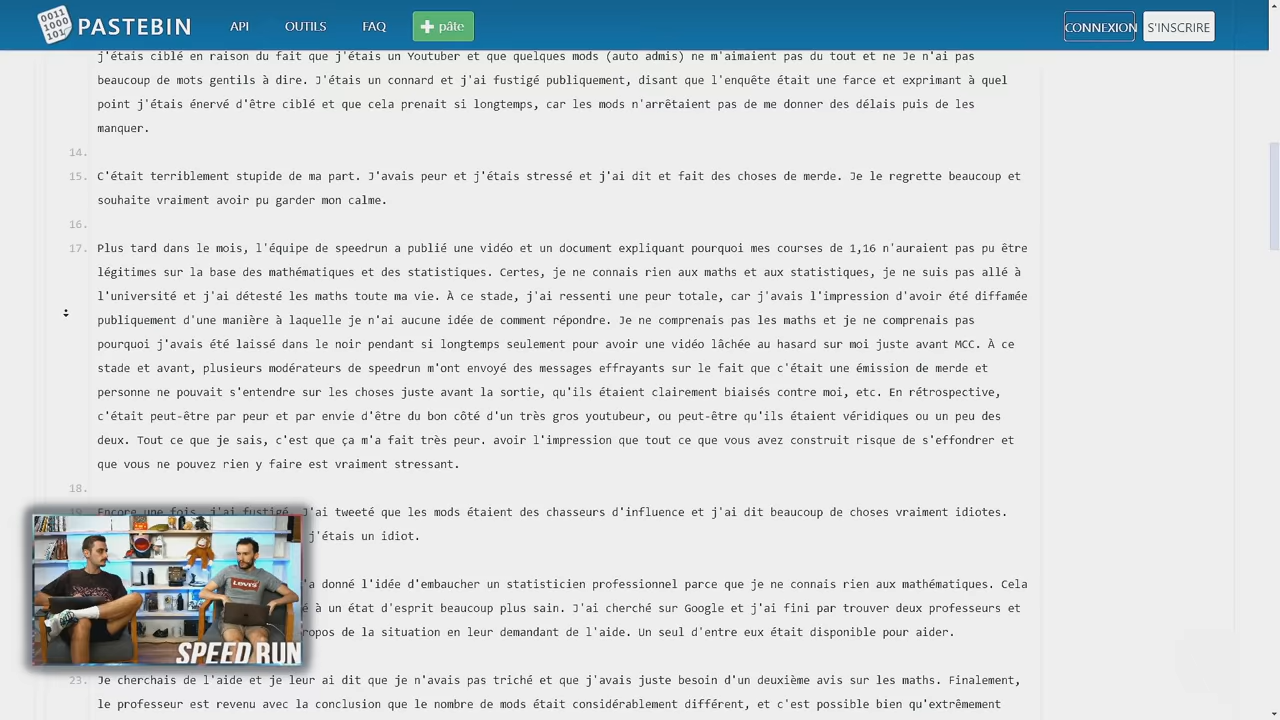 PASTEBIN API OUTILS FAQ pâte CONNEXION S'INSCRIRE
j'étais ciblé en raison du fait que j'étais un Youtuber et que quelques mods (auto admis) ne m'aimaient pas du tout et ne Je n'ai pas
beaucoup de mots gentils à dire. J'étais un connard et j'ai fustigé publiquement, disant que l'enquête était une farce et exprimant à quel
point j'étais énervé d'être ciblé et que cela prenait si longtemps, car les mods n'arrêtaient pas de me donner des délais puis de les
manquer.
14.
15. C'était terriblement stupide de ma part. J'avais peur et j'étais stressé et j'ai dit et fait des choses de merde. Je le regrette beaucoup et
souhaite vraiment avoir pu garder mon calme.
16.
17. Plus tard dans le mois, l'équipe de speedrun a publié une vidéo et un document expliquant pourquoi mes courses de 1,16 n'auraient pas pu être
légitimes sur la base des mathématiques et des statistiques. Certes, je ne connais rien aux maths et aux statistiques, je ne suis pas allé à
l'université et j'ai détesté les maths toute ma vie. À ce stade, j'ai ressenti une peur totale, car j'avais l'impression d'avoir été diffamée
publiquement d'une manière à laquelle je n'ai aucune idée de comment répondre. Je ne comprenais pas les maths et je ne comprenais pas
pourquoi j'avais été laissé dans le noir pendant si longtemps seulement pour avoir une vidéo lâchée au hasard sur moi juste avant MCC. À ce
stade et avant, plusieurs modérateurs de speedrun m'ont envoyé des messages effrayants sur le fait que c'était une émission de merde et
personne ne pouvait s'entendre sur les choses juste avant la sortie, qu'ils étaient clairement biaisés contre moi, etc. En rétrospective,
c'était peut-être par peur et par envie d'être du bon côté d'un très gros youtubeur, ou peut-être qu'ils étaient véridiques ou un peu des
deux. Tout ce que je sais, c'est que ça m'a fait très peur. avoir l'impression que tout ce que vous avez construit risque de s'effondrer et
que vous ne pouvez rien y faire est vraiment stressant.
18.
Encore une fois, j'ai fustigé. J'ai tweeté que les mods étaient des chasseurs d'influence et j'ai dit beaucoup de choses vraiment idiotes.
j'étais un idiot.
donné l'idée d'embaucher un statisticien professionnel parce que je ne connais rien aux mathématiques. Cela
à un état d'esprit beaucoup plus sain. J'ai cherché sur Google et j'ai fini par trouver deux professeurs et
de la situation en leur demandant de l'aide. Un seul d'entre eux était disponible pour aider.
Levi's
SPEED RUN
23. Je cherchais de l'aide et je leur ai dit que je n'avais pas triché et que j'avais juste besoin d'un deuxième avis sur les maths. Finalement,
le professeur est revenu avec la conclusion que le nombre de mods était considérablement différent, et c'est possible bien qu'extrêmement